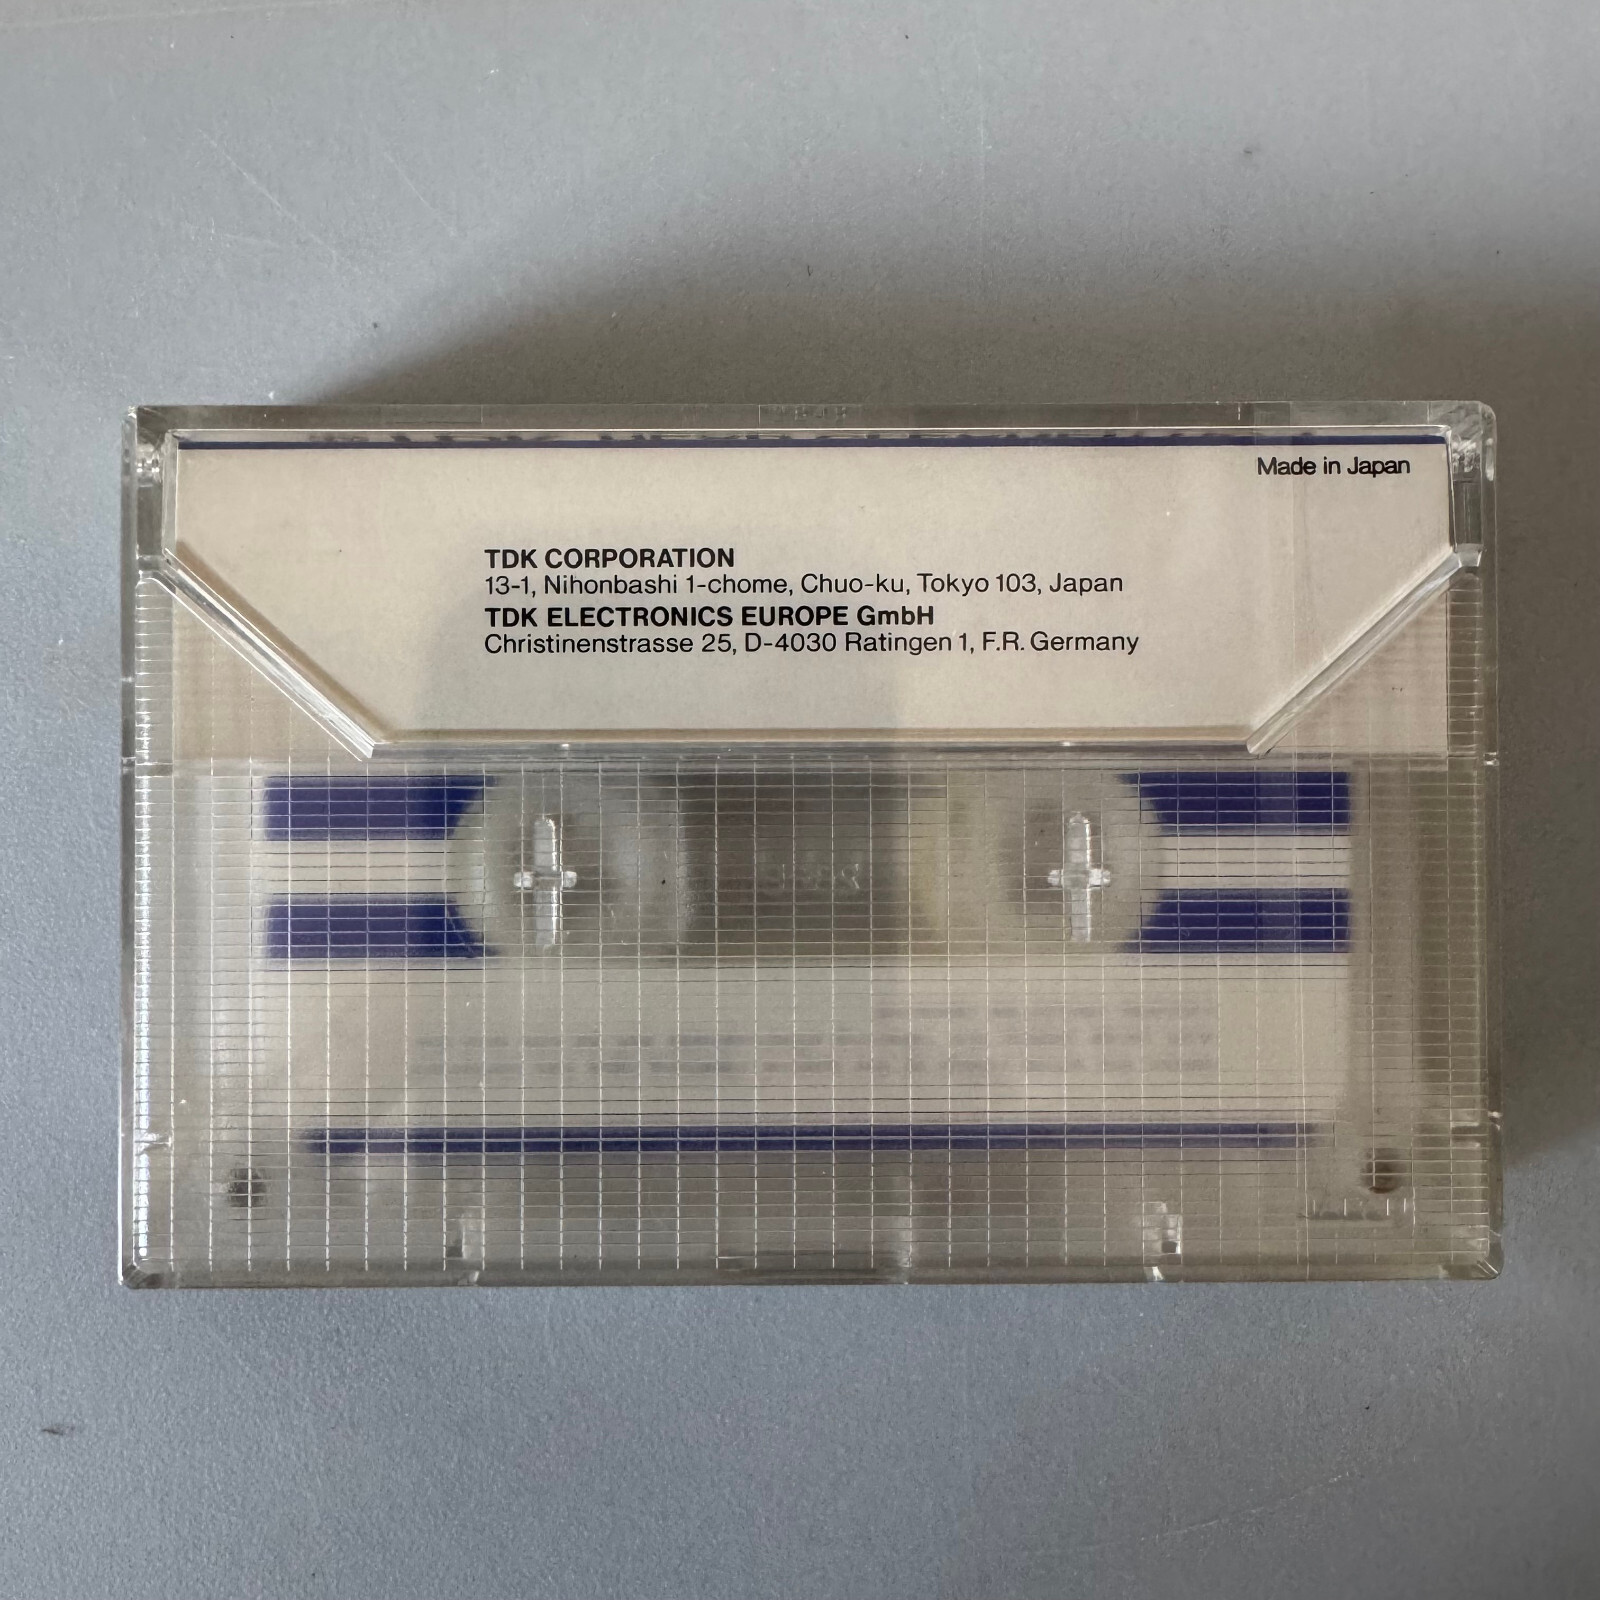 Made in Japan
TDK CORPORATION
13-1, Nihonbashi 1-chome, Chuo-ku, Tokyo 103, Japan
TDK ELECTRONICS EUROPE GmbH
Christinenstrasse 25, D-4030 Ratingen 1, F.R. Germany